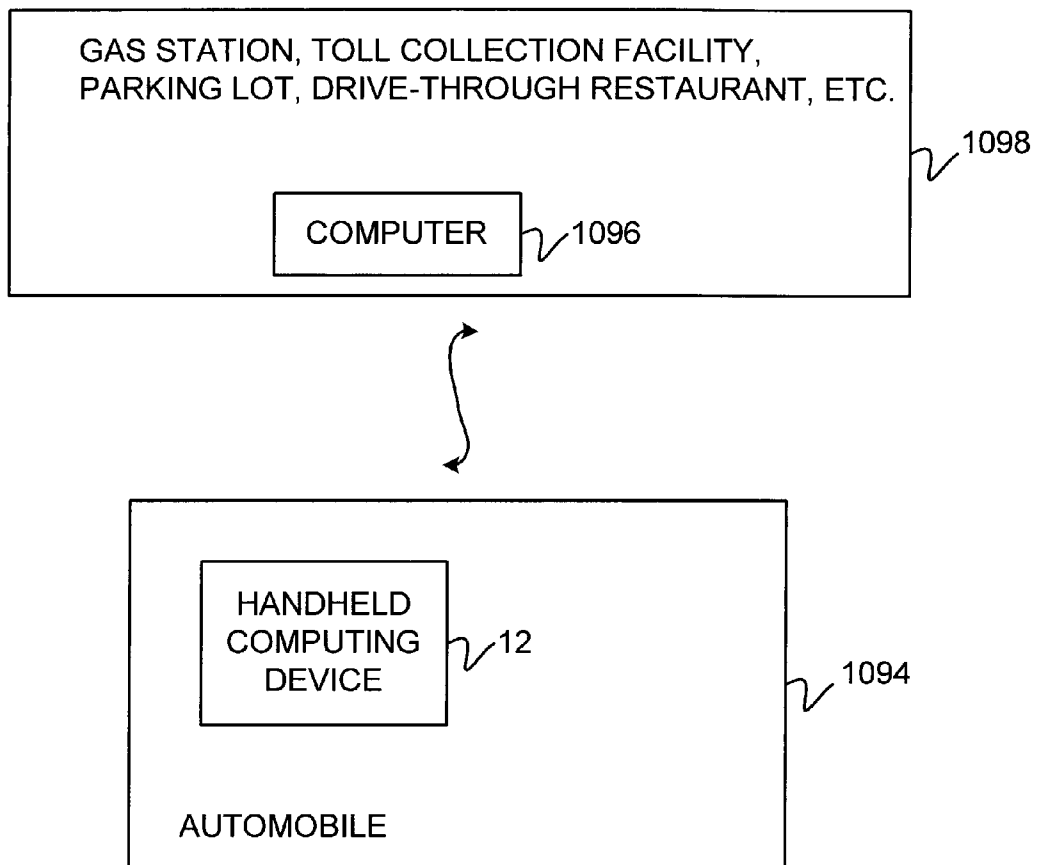 GAS STATION, TOLL COLLECTION FACILITY,
PARKING LOT, DRIVE-THROUGH RESTAURANT, ETC.
1098
COMPUTER
1096
HANDHELD
COMPUTING
DEVICE
12
1094
AUTOMOBILE